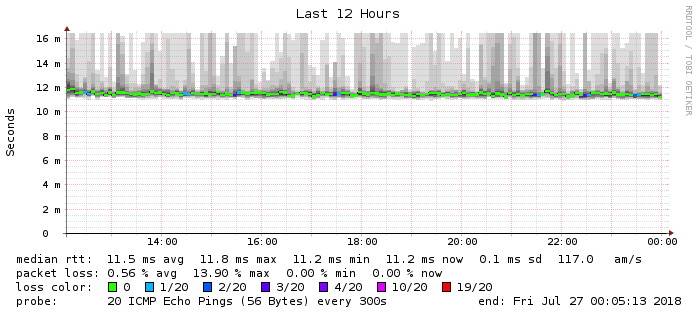 Last 12 Hours
RRDTOOL / TOBI OETIKER
Seconds
16 m
14 m
12 m
10 m
8 m
6 m
4 m
2 m
0
14:00 16:00 18:00 20:00 22:00 00:00
median rtt: 11.5 ms avg 11.8 ms max 11.2 ms min 11.2 ms now 0.1 ms sd 117.0 am/s
packet loss: 0.56 % avg 13.90 % max 0.00 % min 0.00 % now
loss color: 0 1/20 2/20 3/20 4/20 10/20 19/20
probe: 20 ICMP Echo Pings (56 Bytes) every 300s end: Fri Jul 27 00:05:13 2018